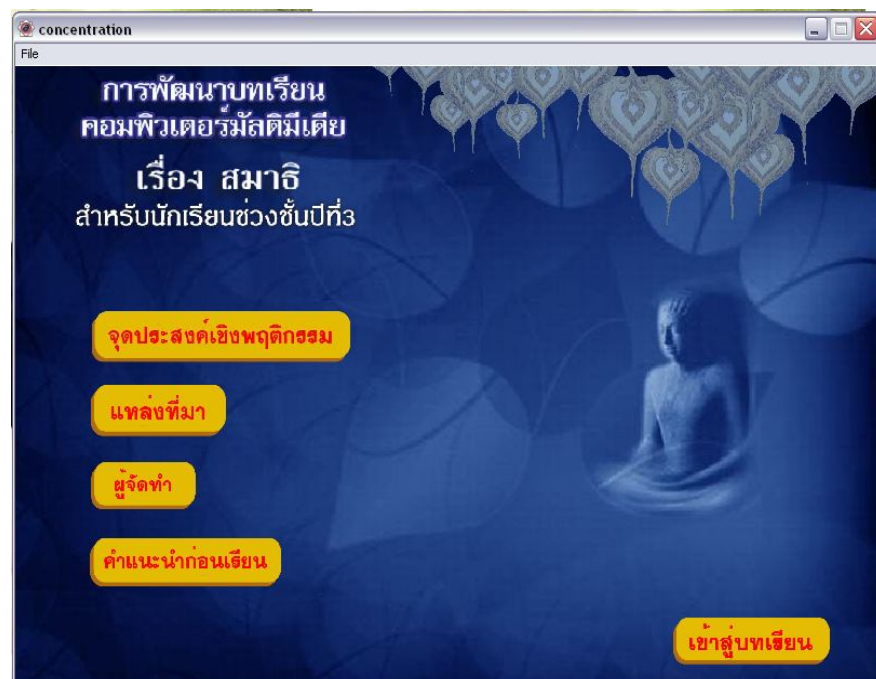 concentration
File
การพัฒนาบทเรียน
คอมพิวเตอร์มัลติมีเดีย
เรื่อง สมาธิ
สำหรับนักเรียนช่วงชั้นปีที่3
จุดประสงค์เชิงพฤติกรรม
แหล่งที่มา
ผู้จัดทำ
คำแนะนำก่อนเรียน
เข้าสู่บทเรียน